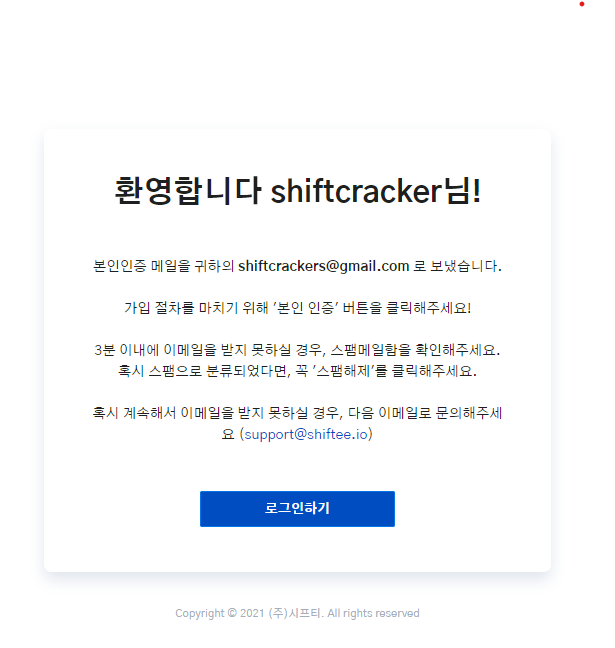 환영합니다 shiftcracker님!
본인인증 메일을 귀하의 shiftcrackers@gmail.com 로 보냈습니다.
가입 절차를 마치기 위해 '본인 인증' 버튼을 클릭해주세요!
3분 이내에 이메일을 받지 못하실 경우, 스팸메일함을 확인해주세요.
혹시 스팸으로 분류되었다면, 꼭 '스팸해제'를 클릭해주세요.
혹시 계속해서 이메일을 받지 못하실 경우, 다음 이메일로 문의해주세
요 (support@shiftee.io)
로그인하기
Copyright © 2021 (주)시프티. All rights reserved